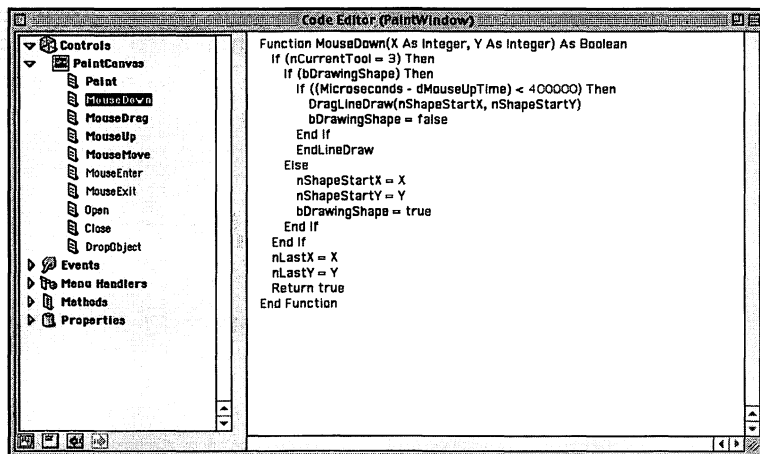 Code Editor (PaintWindow)
Controls
PaintCanvas
Paint
MouseDown
MouseDrag
MouseUp
MouseMove
MouseEnter
MouseExit
Open
Close
DropObject
Events
Menu Handlers
Methods
Properties
Function MouseDown(X As Integer, Y As Integer) As Boolean
If (nCurrentTool = 3) Then
If (bDrawingShape) Then
If ((Microseconds - dMouseUpTime) < 400000) Then
DragLineDraw(nShapeStartX, nShapeStartY)
bDrawingShape = false
End If
EndLineDraw
Else
nShapeStartX = X
nShapeStartY = Y
bDrawingShape = true
End If
End If
nLastX = X
nLastY = Y
Return true
End Function